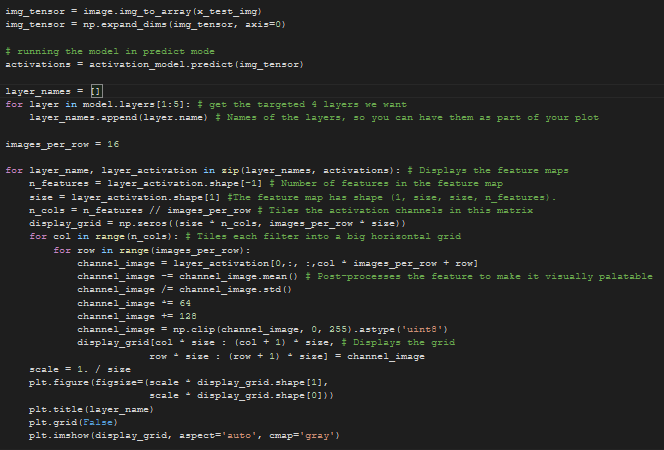 img_tensor = image.img_to_array(x_test_img)
img_tensor = np.expand_dims(img_tensor, axis=0)
# running the model in predict mode
activations = activation_model.predict(img_tensor)
layer_names = []
for layer in model.layers[1:5]: # get the targeted 4 layers we want
    layer_names.append(layer.name) # Names of the layers, so you can have them as part of your plot
images_per_row = 16
for layer_name, layer_activation in zip(layer_names, activations): # Displays the feature maps
    n_features = layer_activation.shape[-1] # Number of features in the feature map
    size = layer_activation.shape[1] #The feature map has shape (1, size, size, n_features).
    n_cols = n_features // images_per_row # Tiles the activation channels in this matrix
    display_grid = np.zeros((size * n_cols, images_per_row * size))
    for col in range(n_cols): # Tiles each filter into a big horizontal grid
        for row in range(images_per_row):
            channel_image = layer_activation[0,:, :,col * images_per_row + row]
            channel_image -= channel_image.mean() # Post-processes the feature to make it visually palatable
            channel_image /= channel_image.std()
            channel_image *= 64
            channel_image += 128
            channel_image = np.clip(channel_image, 0, 255).astype('uint8')
            display_grid[col * size : (col + 1) * size, # Displays the grid
                        row * size : (row + 1) * size] = channel_image
    scale = 1. / size
    plt.figure(figsize=(scale * display_grid.shape[1],
                        scale * display_grid.shape[0]))
    plt.title(layer_name)
    plt.grid(False)
    plt.imshow(display_grid, aspect='auto', cmap='gray')